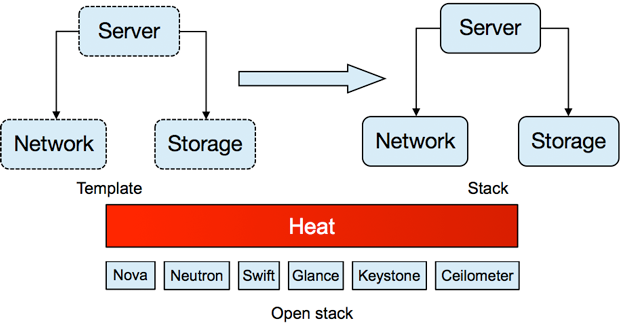 Server
Server
Network
Storage
Network
Storage
Template
Stack
Heat
Nova
Neutron
Swift
Glance
Keystone
Ceilometer
Open stack